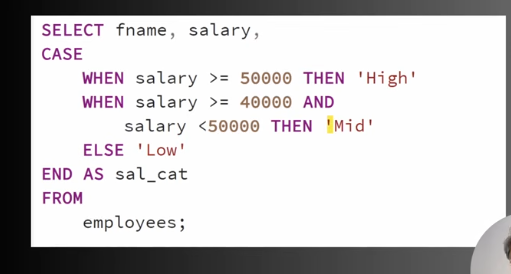 SELECT fname, salary,
CASE
    WHEN salary >= 50000 THEN 'High'
    WHEN salary >= 40000 AND
        salary <50000 THEN 'Mid'
    ELSE 'Low'
END AS sal_cat
FROM
    employees;